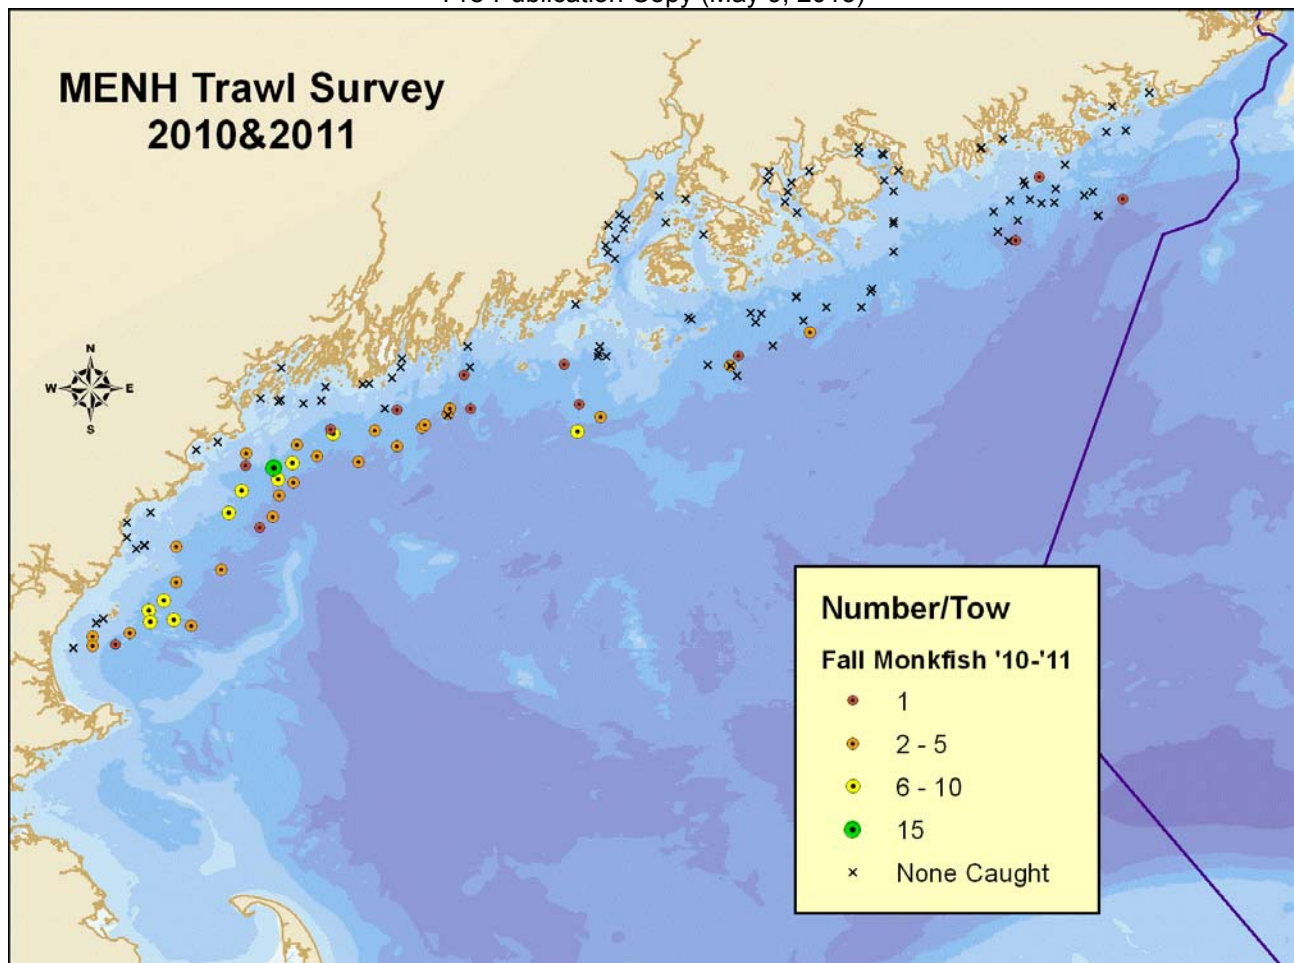 MENH Trawl Survey
2010&2011
N
W E
S
Number/Tow
Fall Monkfish '10-'11
1
2 - 5
6 - 10
15
None Caught